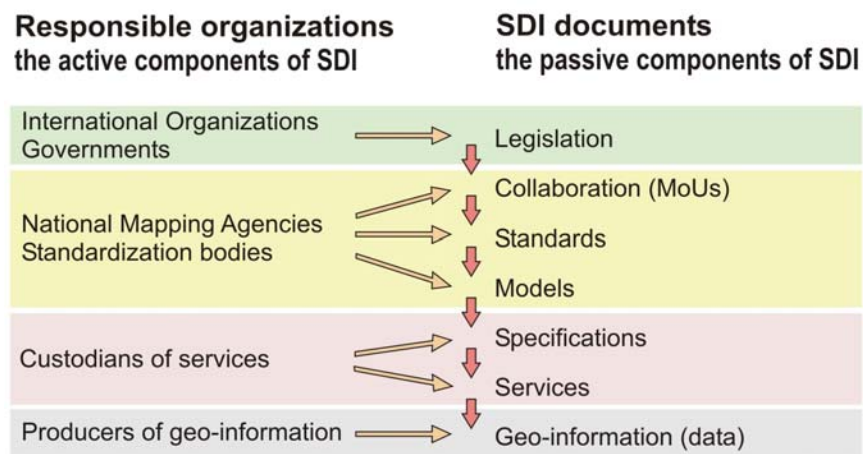 Responsible organizations
the active components of SDI
SDI documents
the passive components of SDI
International Organizations
Governments
Legislation
National Mapping Agencies
Standardization bodies
Collaboration (MoUs)
Standards
Models
Custodians of services
Specifications
Services
Producers of geo-information
Geo-information (data)